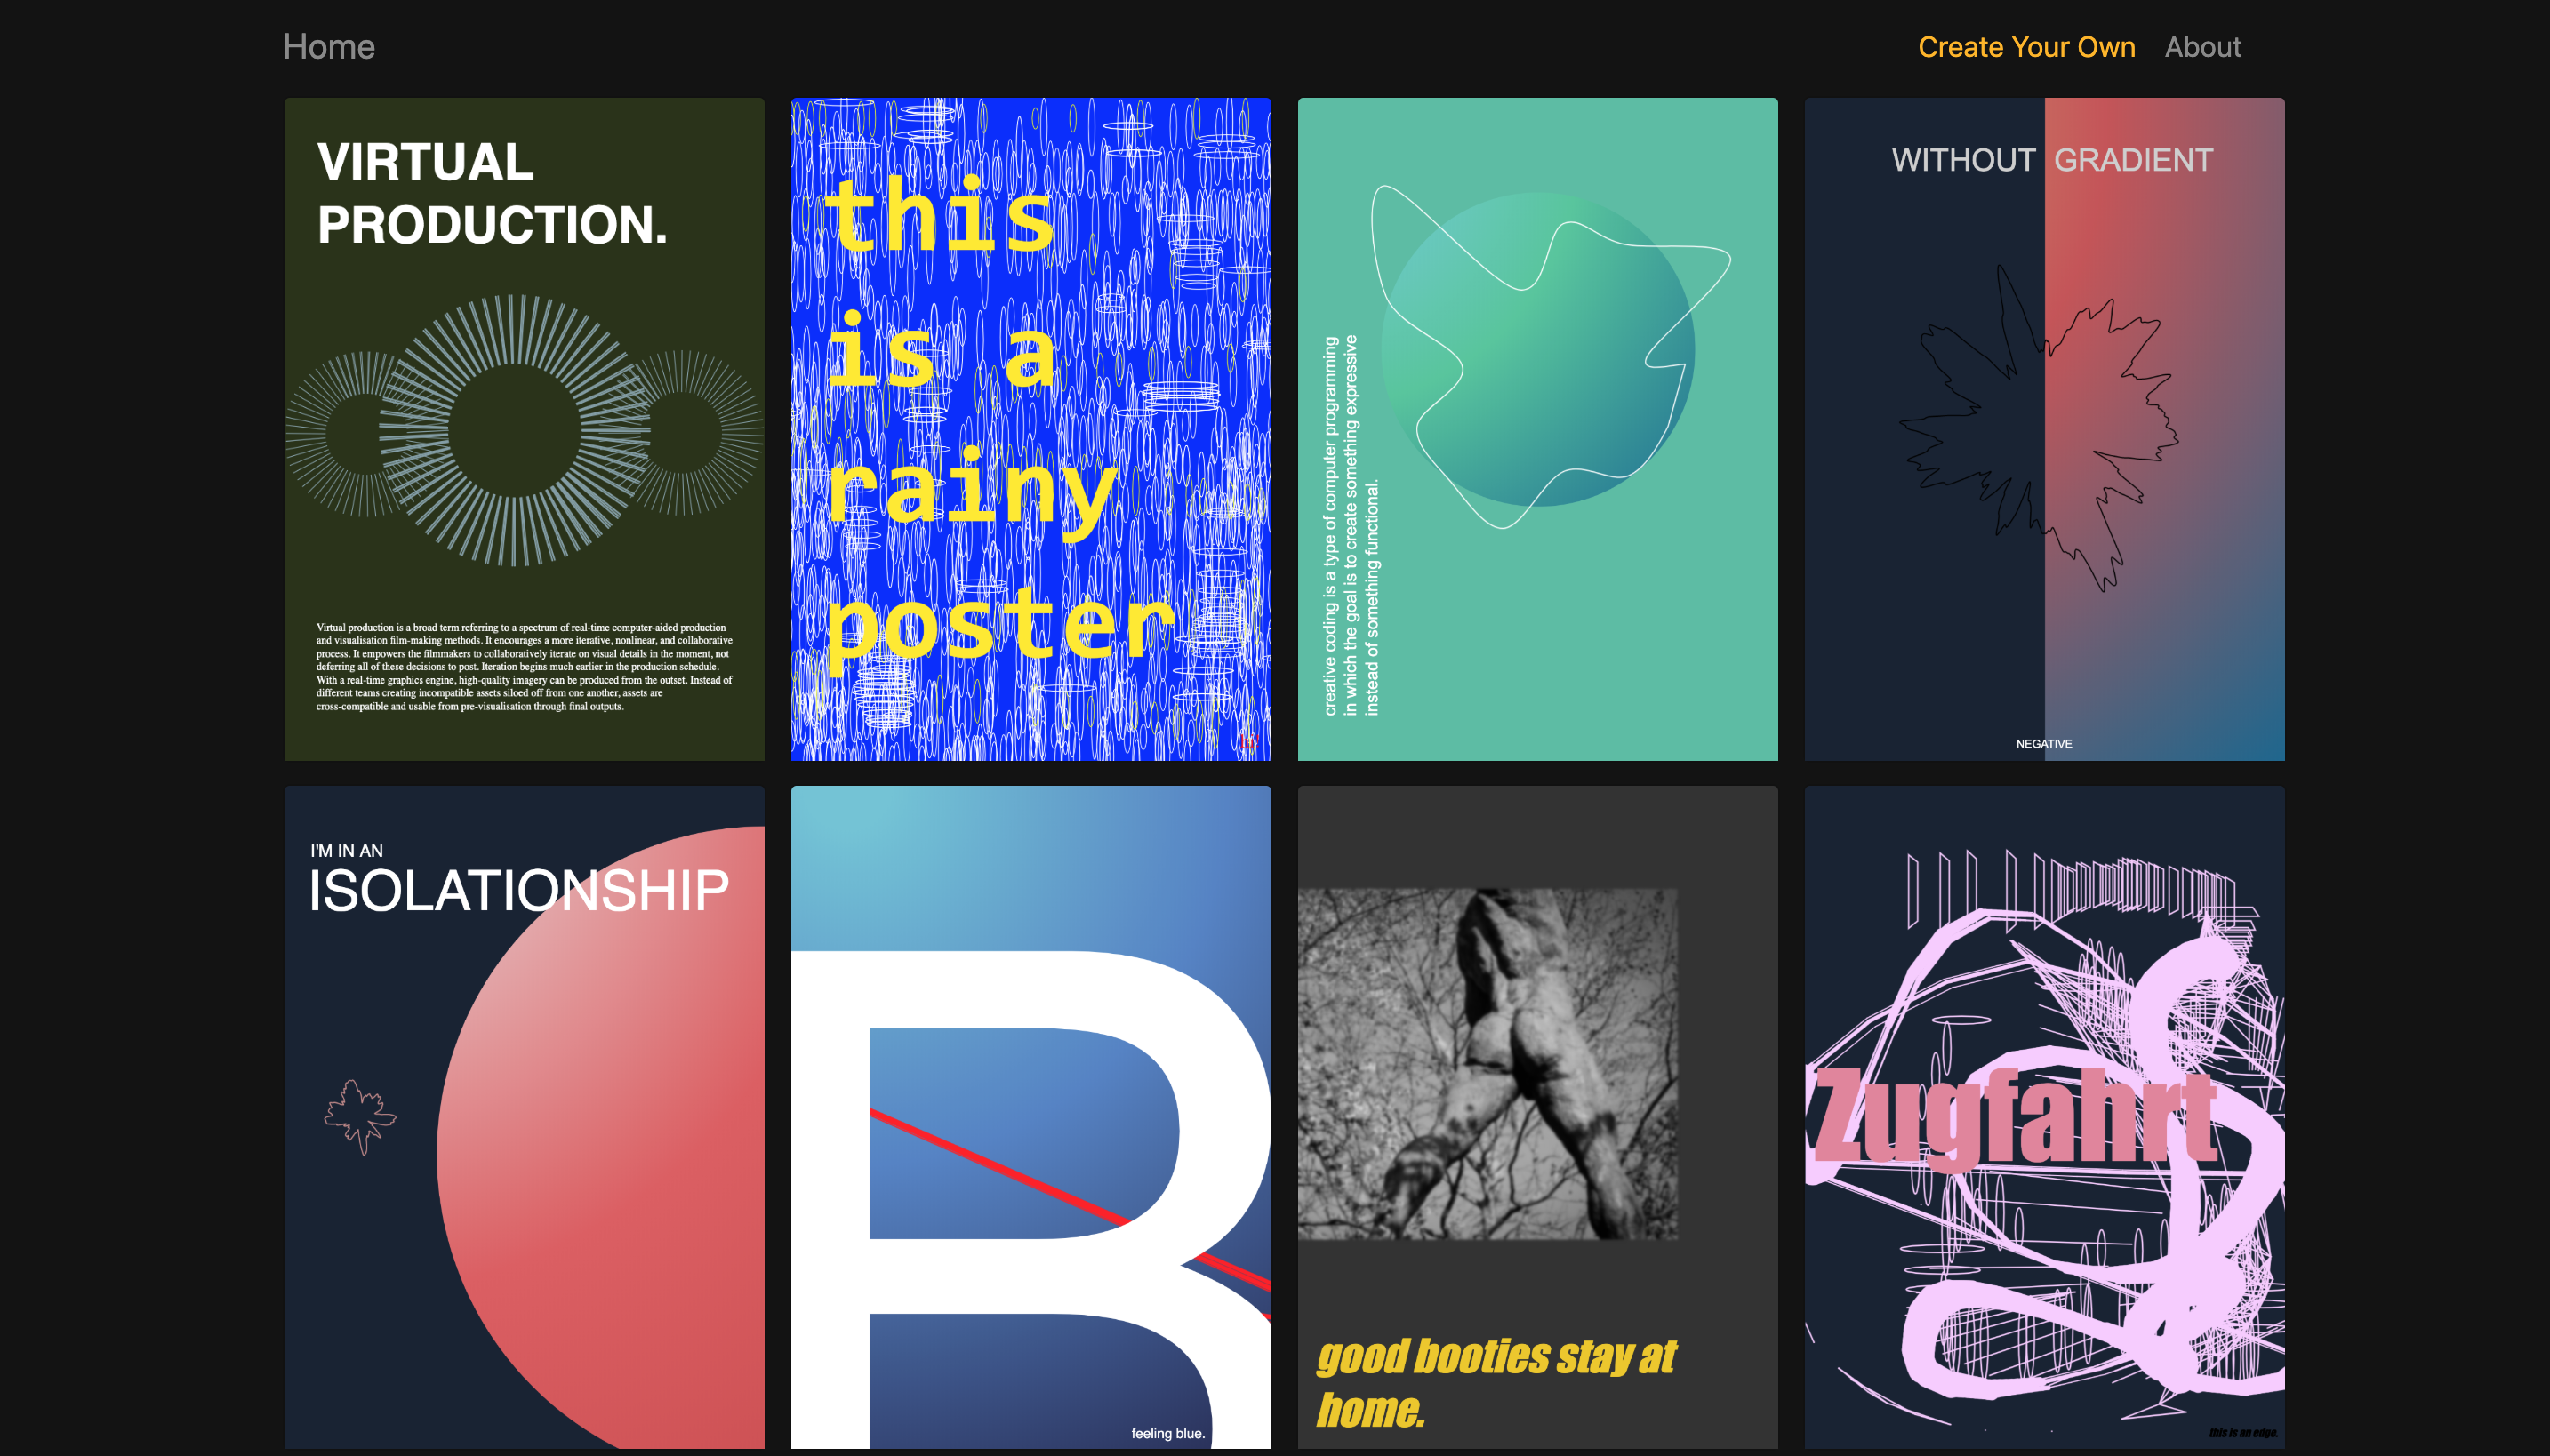 Home
Create Your Own
About
VIRTUAL
PRODUCTION.
Virtual production is a broad term referring to a spectrum of real-time computer-aided production
and visualisation film-making methods. It encourages a more iterative, nonlinear, and collaborative
process. It empowers the filmmakers to collaboratively iterate on visual details in the moment, not
deferring all of these decisions to post. Iteration begins much earlier in the production schedule.
With a real-time graphics engine, high-quality imagery can be produced from the outset. Instead of
different teams creating incompatible assets siloed off from one another, assets are
cross-compatible and usable from pre-visualisation through final outputs.
this
is a
rainy
poster
creative coding is a type of computer programming
in which the goal is to create something expressive
instead of something functional.
WITHOUT GRADIENT
NEGATIVE
I'M IN AN
ISOLATIONSHIP
B
feeling blue.
good booties stay at
home.
Zugfahrt
this is an edge.